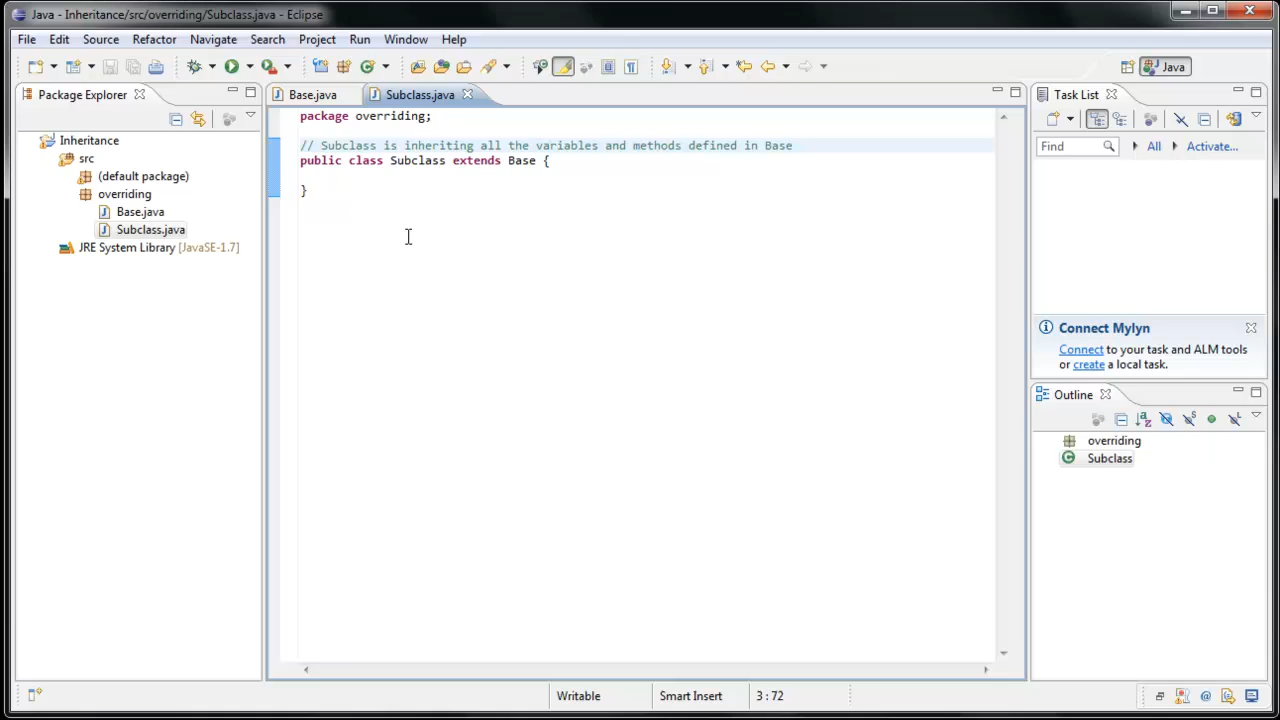 Java - Inheritance/src/overriding/Subclass.java - Eclipse
File Edit Source Refactor Navigate Search Project Run Window Help
Java
Package Explorer
Inheritance
src
(default package)
overriding
Base.java
Subclass.java
JRE System Library [JavaSE-1.7]
Base.java Subclass.java
package overriding;
// Subclass is inheriting all the variables and methods defined in Base
public class Subclass extends Base {
}
Task List
Find All Activate...
Connect Mylyn
Connect to your task and ALM tools
or create a local task.
Outline
overriding
Subclass
Writable Smart Insert 3 : 72